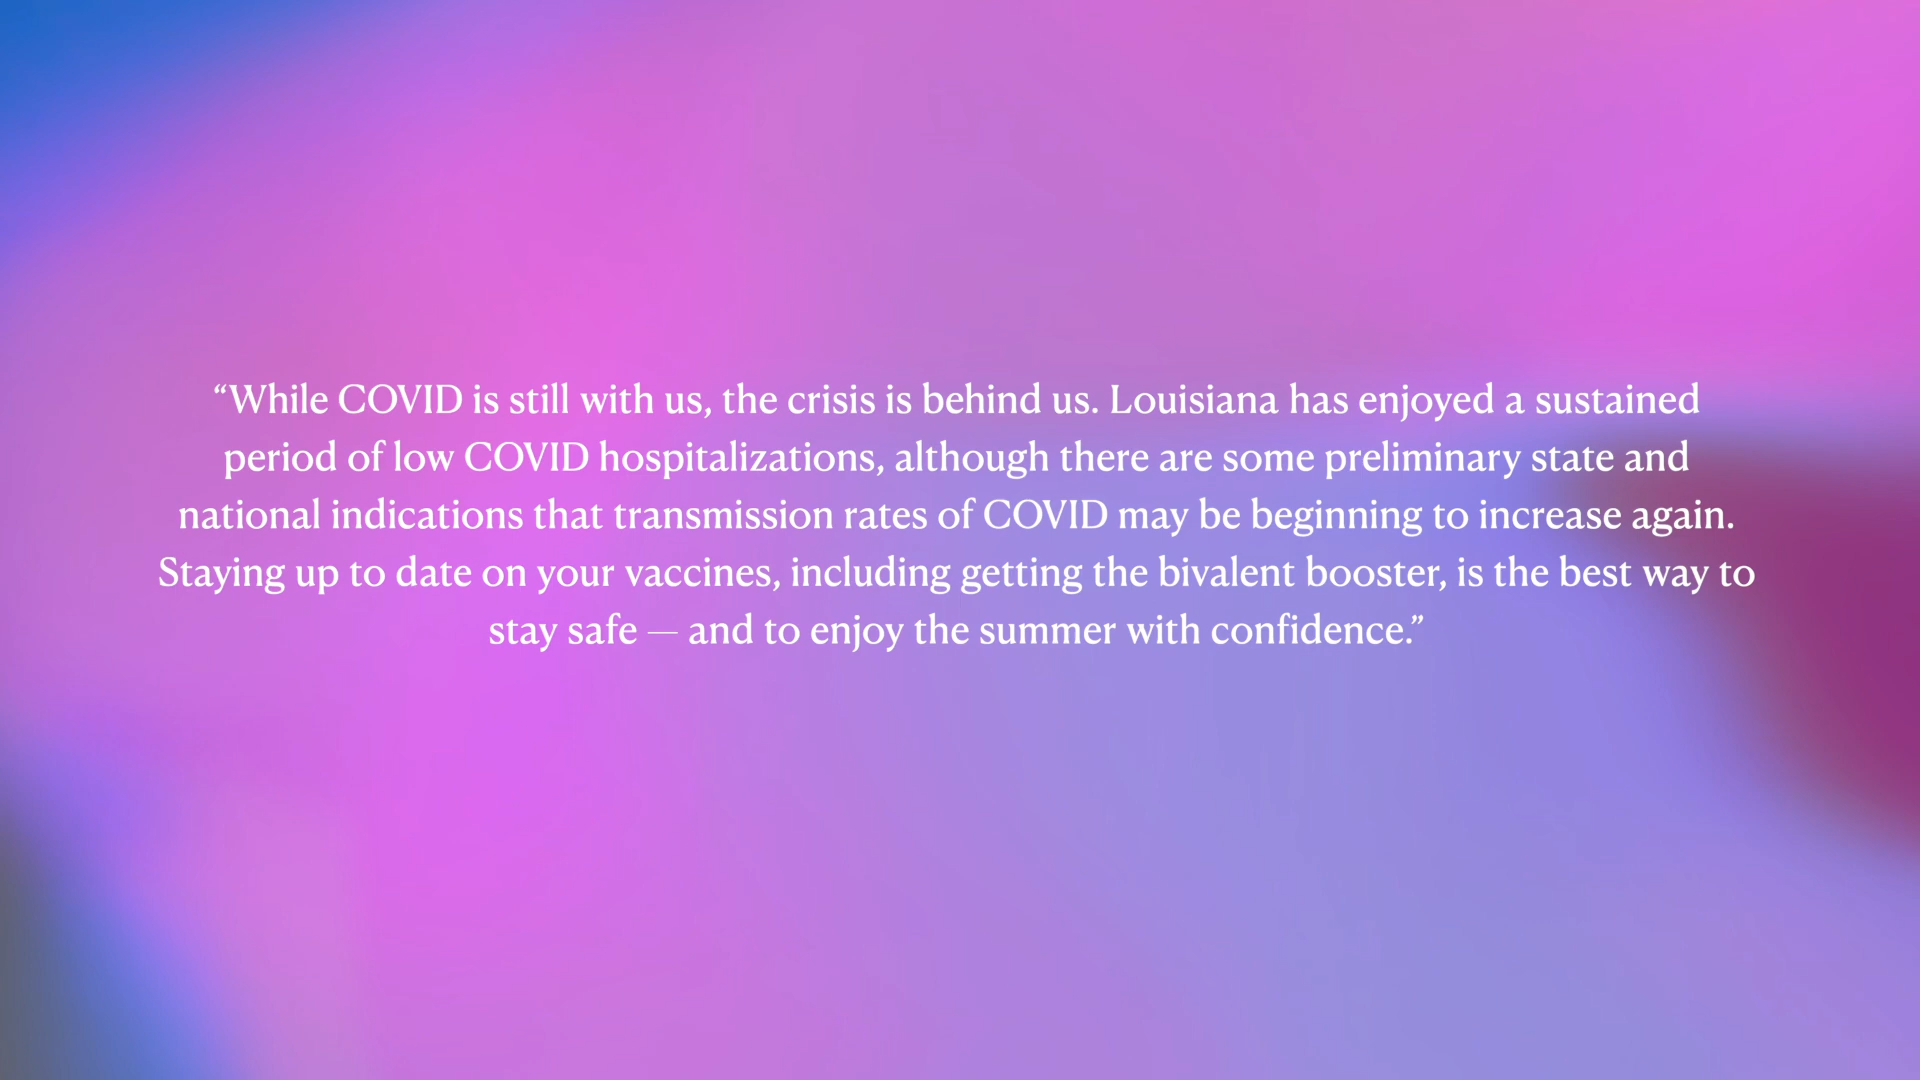 “While COVID is still with us, the crisis is behind us. Louisiana has enjoyed a sustained
period of low COVID hospitalizations, although there are some preliminary state and
national indications that transmission rates of COVID may be beginning to increase again.
Staying up to date on your vaccines, including getting the bivalent booster, is the best way to
stay safe — and to enjoy the summer with confidence.”